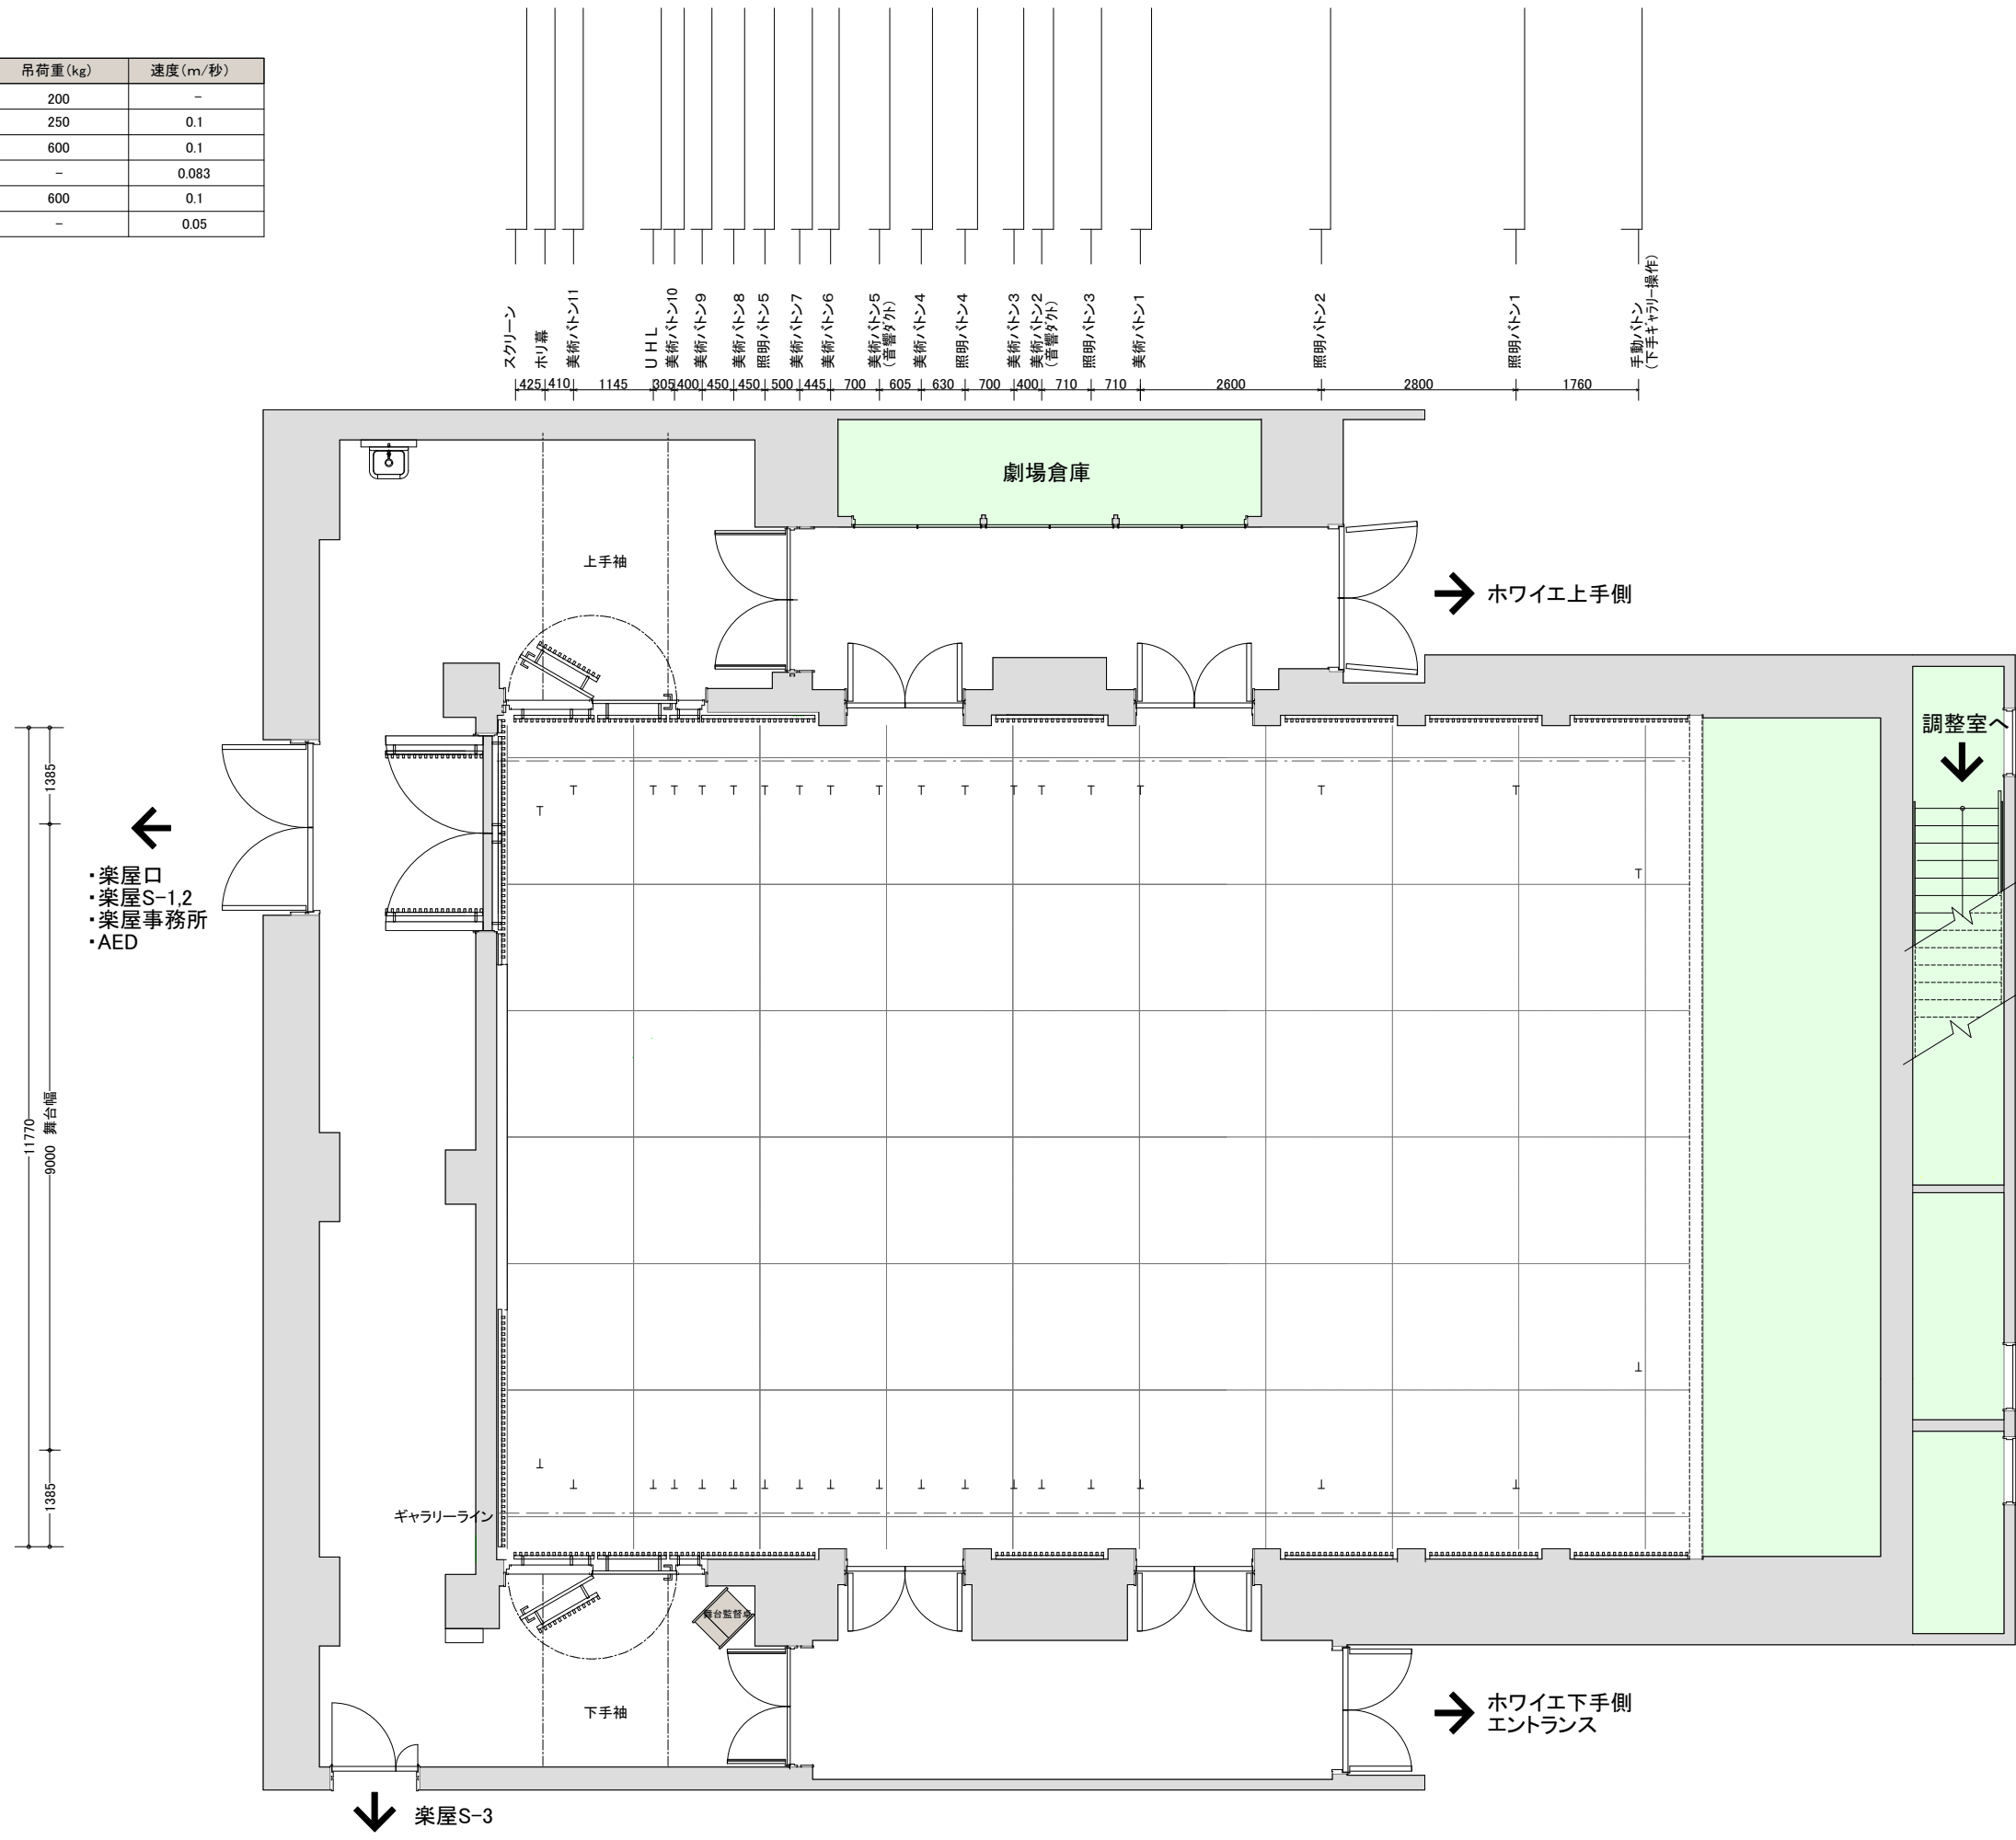 吊荷重(kg) 速度(m/秒)
200 -
250 0.1
600 0.1
- 0.083
600 0.1
- 0.05
スクリーン
ホリ幕
美術バトン11
UHL
美術バトン10
美術バトン9
美術バトン8
照明バトン5
美術バトン7
美術バトン6
美術バトン5
(音響ダクト)
美術バトン4
照明バトン4
美術バトン3
美術バトン2
(音響ダクト)
照明バトン3
美術バトン1
照明バトン2
照明バトン1
手動バトン
(下手ギャラリー操作)
425 410 1145 305 400 450 450 500 445 700 605 630 700 400 710 710 2600 2800 1760
劇場倉庫
上手袖
ホワイエ上手側
調整室へ
1385
・楽屋口
・楽屋S-1,2
・楽屋事務所
・AED
11770
9000 舞台幅
1385
ギャラリーライン
舞台監督卓
下手袖
ホワイエ下手側
エントランス
楽屋S-3